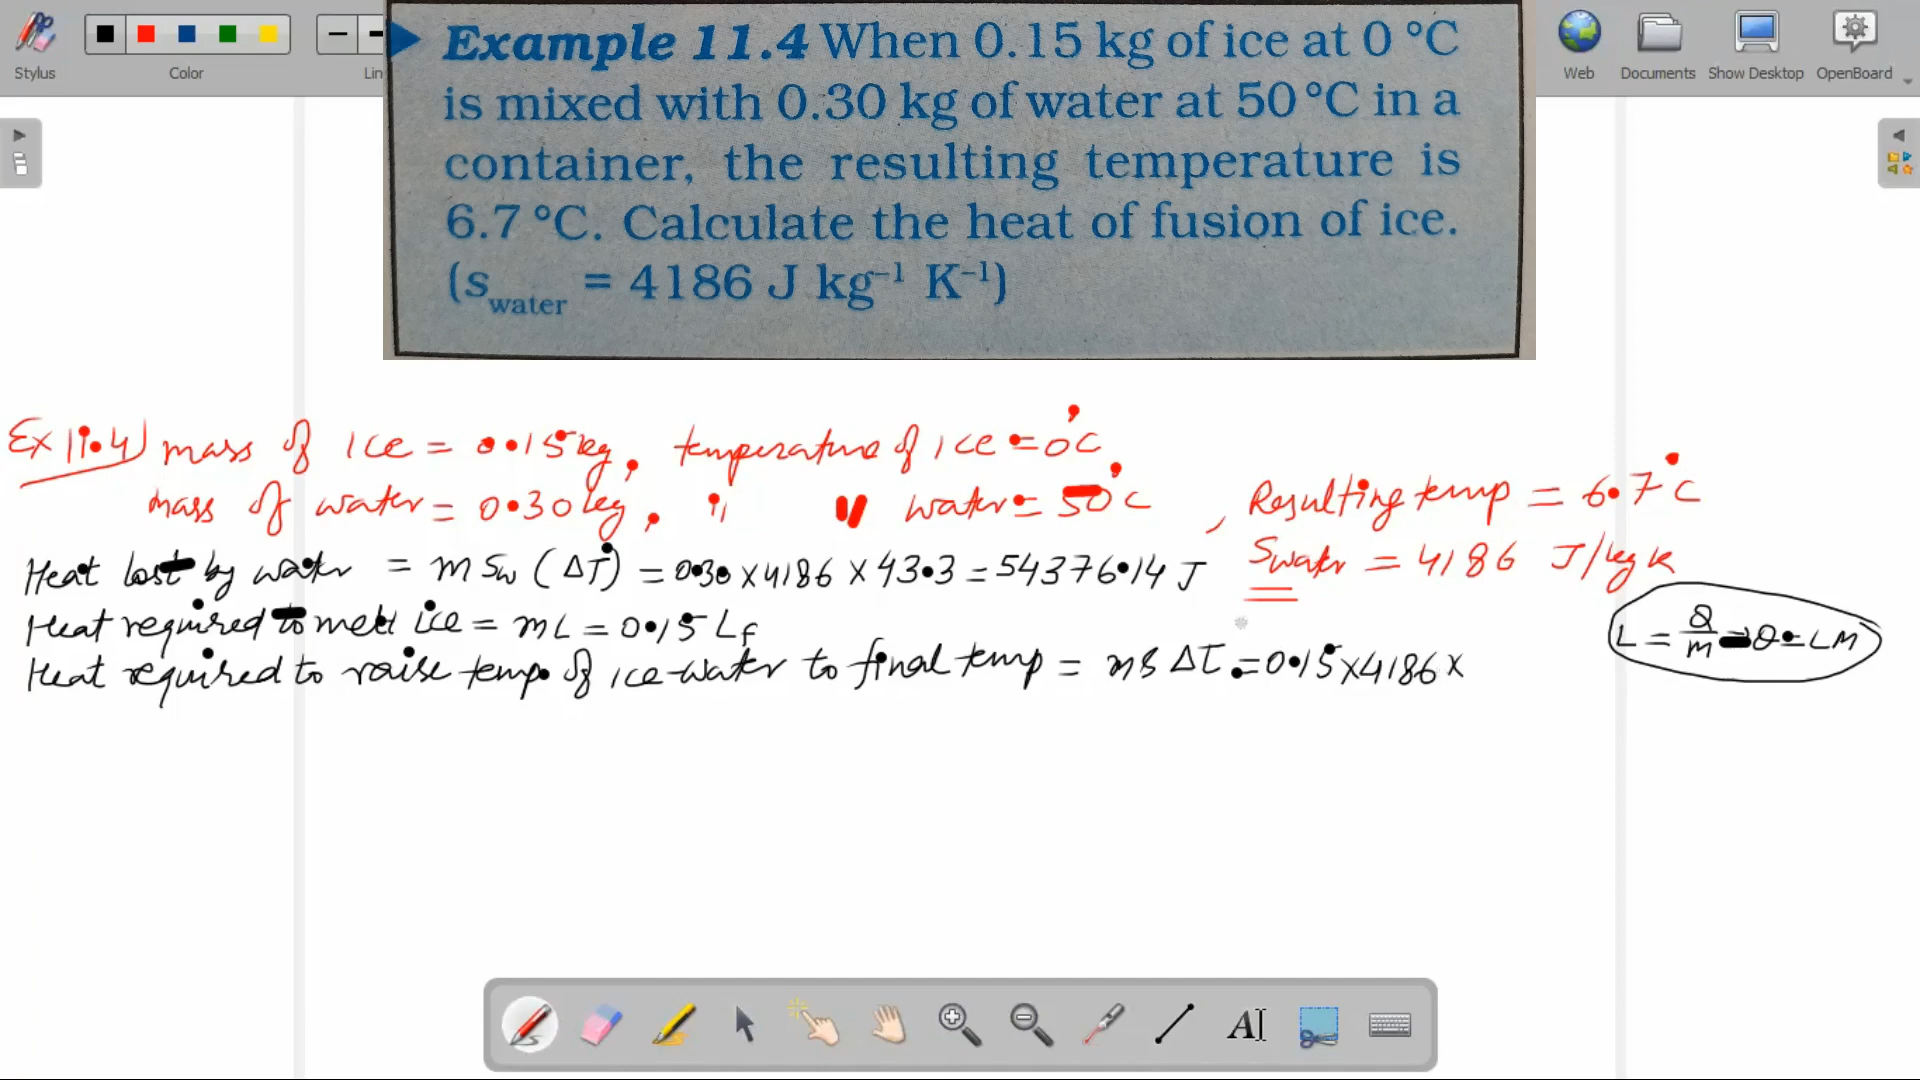 Stylus
Color
Lin
Web
Documents
Show Desktop
OpenBoard
Example 11.4 When 0.15 kg of ice at 0 °C
is mixed with 0.30 kg of water at 50 °C in a
container, the resulting temperature is
6.7 °C. Calculate the heat of fusion of ice.
(s_water = 4186 J kg⁻¹ K⁻¹)
Ex 11.4) mass of ice = 0.15 kg, temperature of ice = 0°C,
mass of water = 0.30 kg, " " water = 50°C, Resulting temp = 6.7°C
Swater = 4186 J/kg k
Heat lost by water = m Sw (ΔT) = 0.30 × 4186 × 43.3 = 54376.14 J
Heat required to melt ice = mL = 0.15 Lf
L = Q/m ⇒ Q = LM
Heat required to raise temp. of ice-water to final temp = ms ΔT. = 0.15 × 4186 ×
A